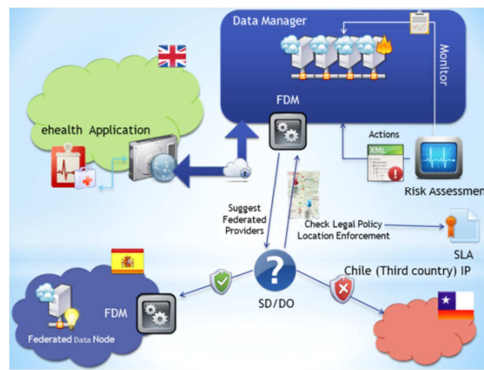 Data Manager
Monitor
FDM
ehealth Application
Actions
XML
Risk Assessment
Suggest
Federated
Providers
Check Legal Policy
Location Enforcement
SLA
Chile (Third country) IP
?
SD/DO
FDM
Federated Data Node